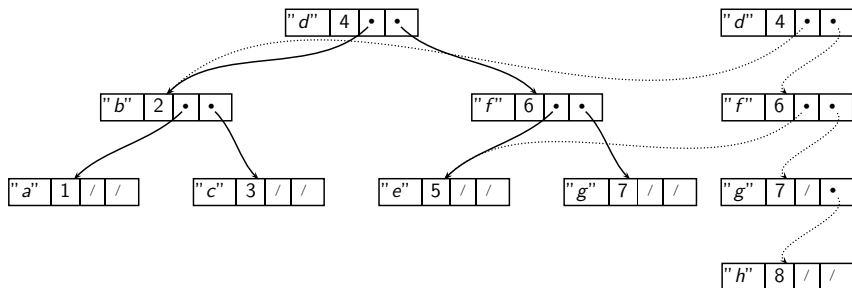 "d" 4 • • "d" 4 • •
"b" 2 • • "f" 6 • • "f" 6 • •
"a" 1 / / "c" 3 / / "e" 5 / / "g" 7 / / "g" 7 / •
"h" 8 / /